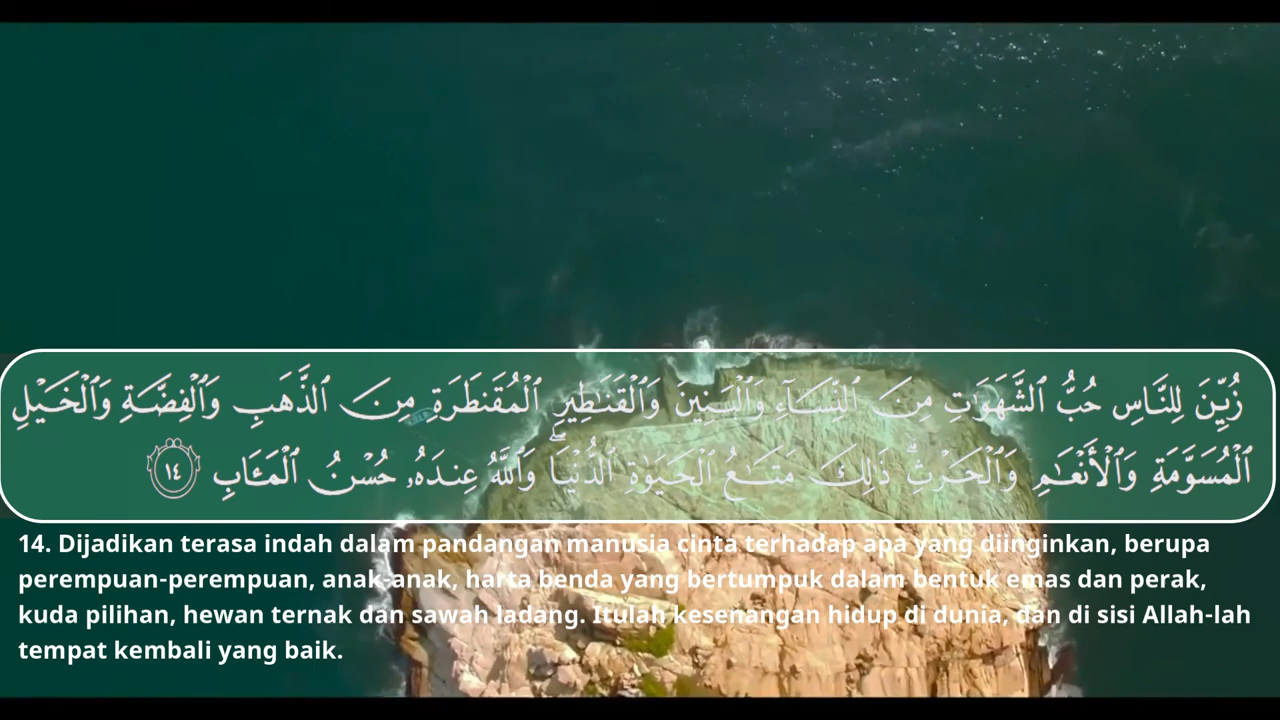 زُيِّنَ لِلنَّاسِ حُبُّ ٱلشَّهَوَٰتِ مِنَ ٱلنِّسَآءِ وَٱلْبَنِينَ وَٱلْقَنَٰطِيرِ ٱلْمُقَنطَرَةِ مِنَ ٱلذَّهَبِ وَٱلْفِضَّةِ وَٱلْخَيْلِ
ٱلْمُسَوَّمَةِ وَٱلْأَنْعَٰمِ وَٱلْحَرْثِ ۗ ذَٰلِكَ مَتَٰعُ ٱلْحَيَوٰةِ ٱلدُّنْيَا ۖ وَٱللَّهُ عِندَهُۥ حُسْنُ ٱلْمَـَٔابِ ١٤
14. Dijadikan terasa indah dalam pandangan manusia cinta terhadap apa yang diinginkan, berupa
perempuan-perempuan, anak-anak, harta benda yang bertumpuk dalam bentuk emas dan perak,
kuda pilihan, hewan ternak dan sawah ladang. Itulah kesenangan hidup di dunia, dan di sisi Allah-lah
tempat kembali yang baik.